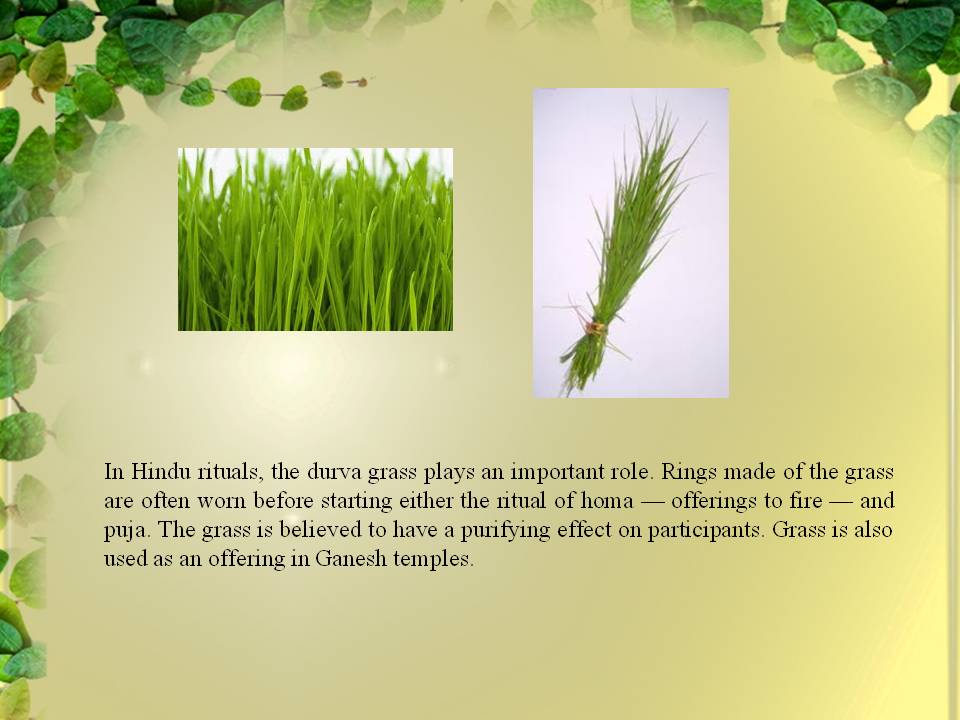 In Hindu rituals, the durva grass plays an important role. Rings made of the grass
are often worn before starting either the ritual of homa — offerings to fire — and
puja. The grass is believed to have a purifying effect on participants. Grass is also
used as an offering in Ganesh temples.